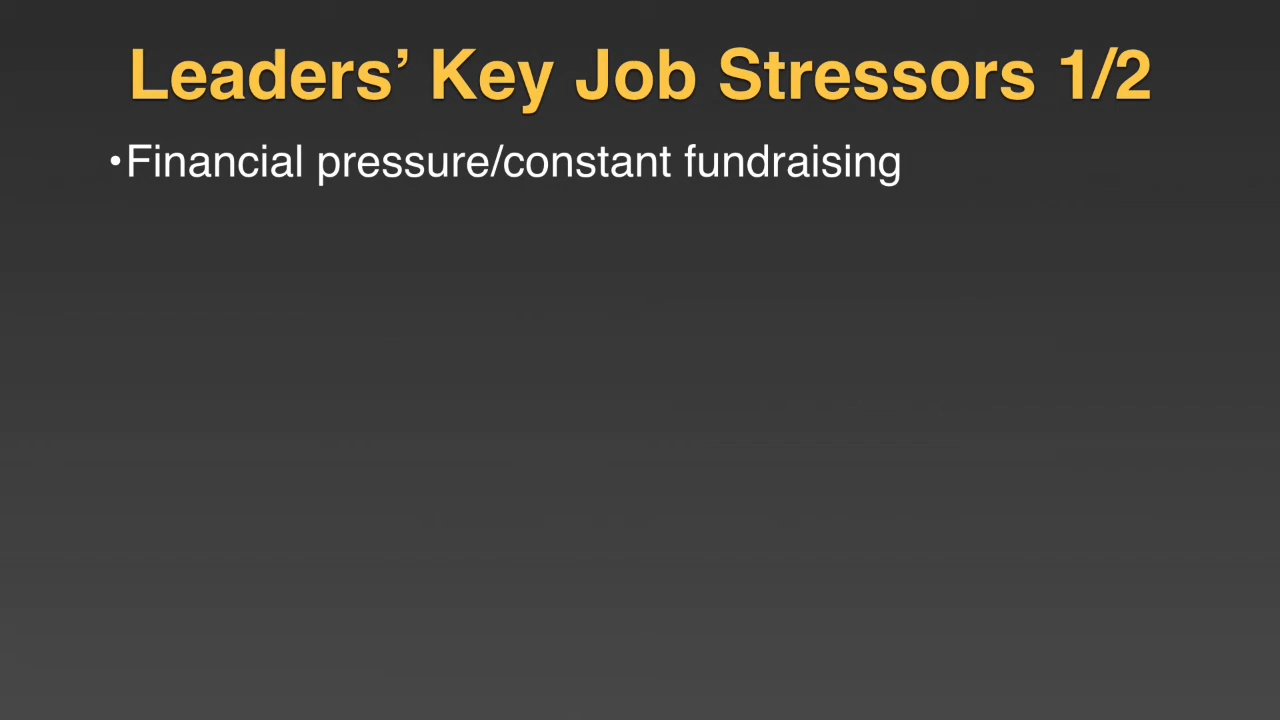 Leaders’ Key Job Stressors 1/2
•Financial pressure/constant fundraising